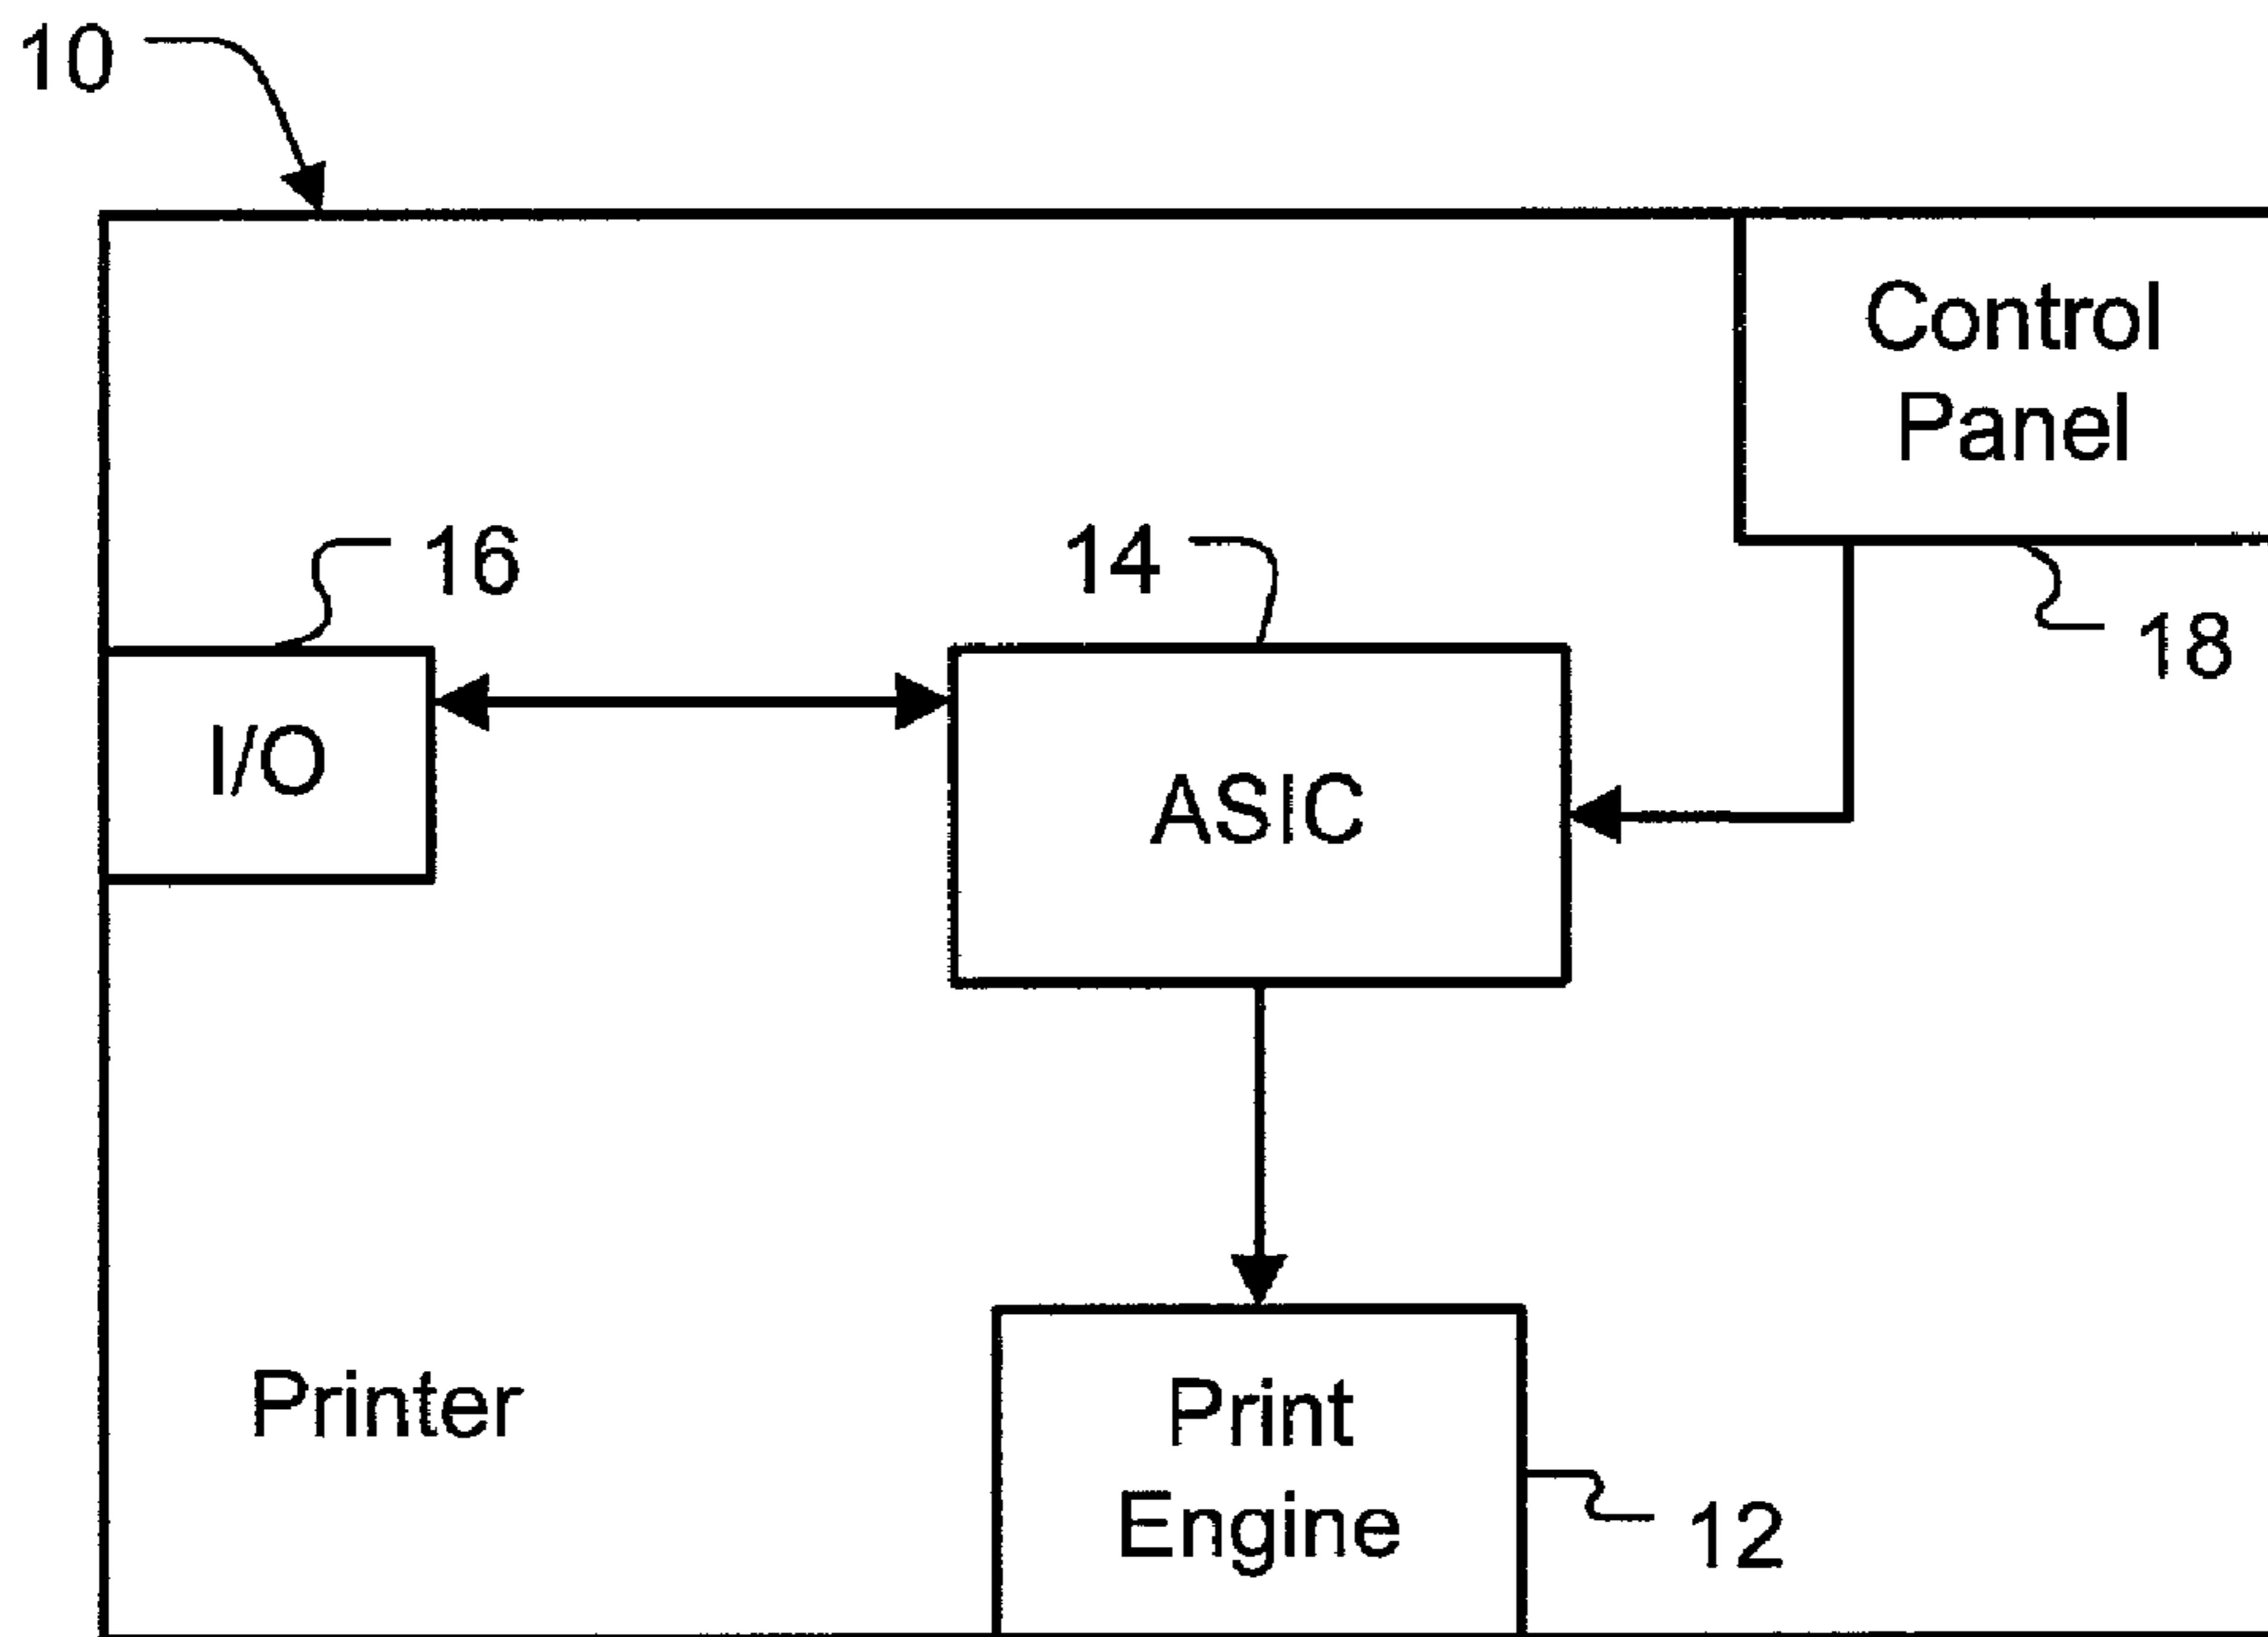 10
Control
Panel
16
14
18
I/O
ASIC
Printer
Print
Engine
12